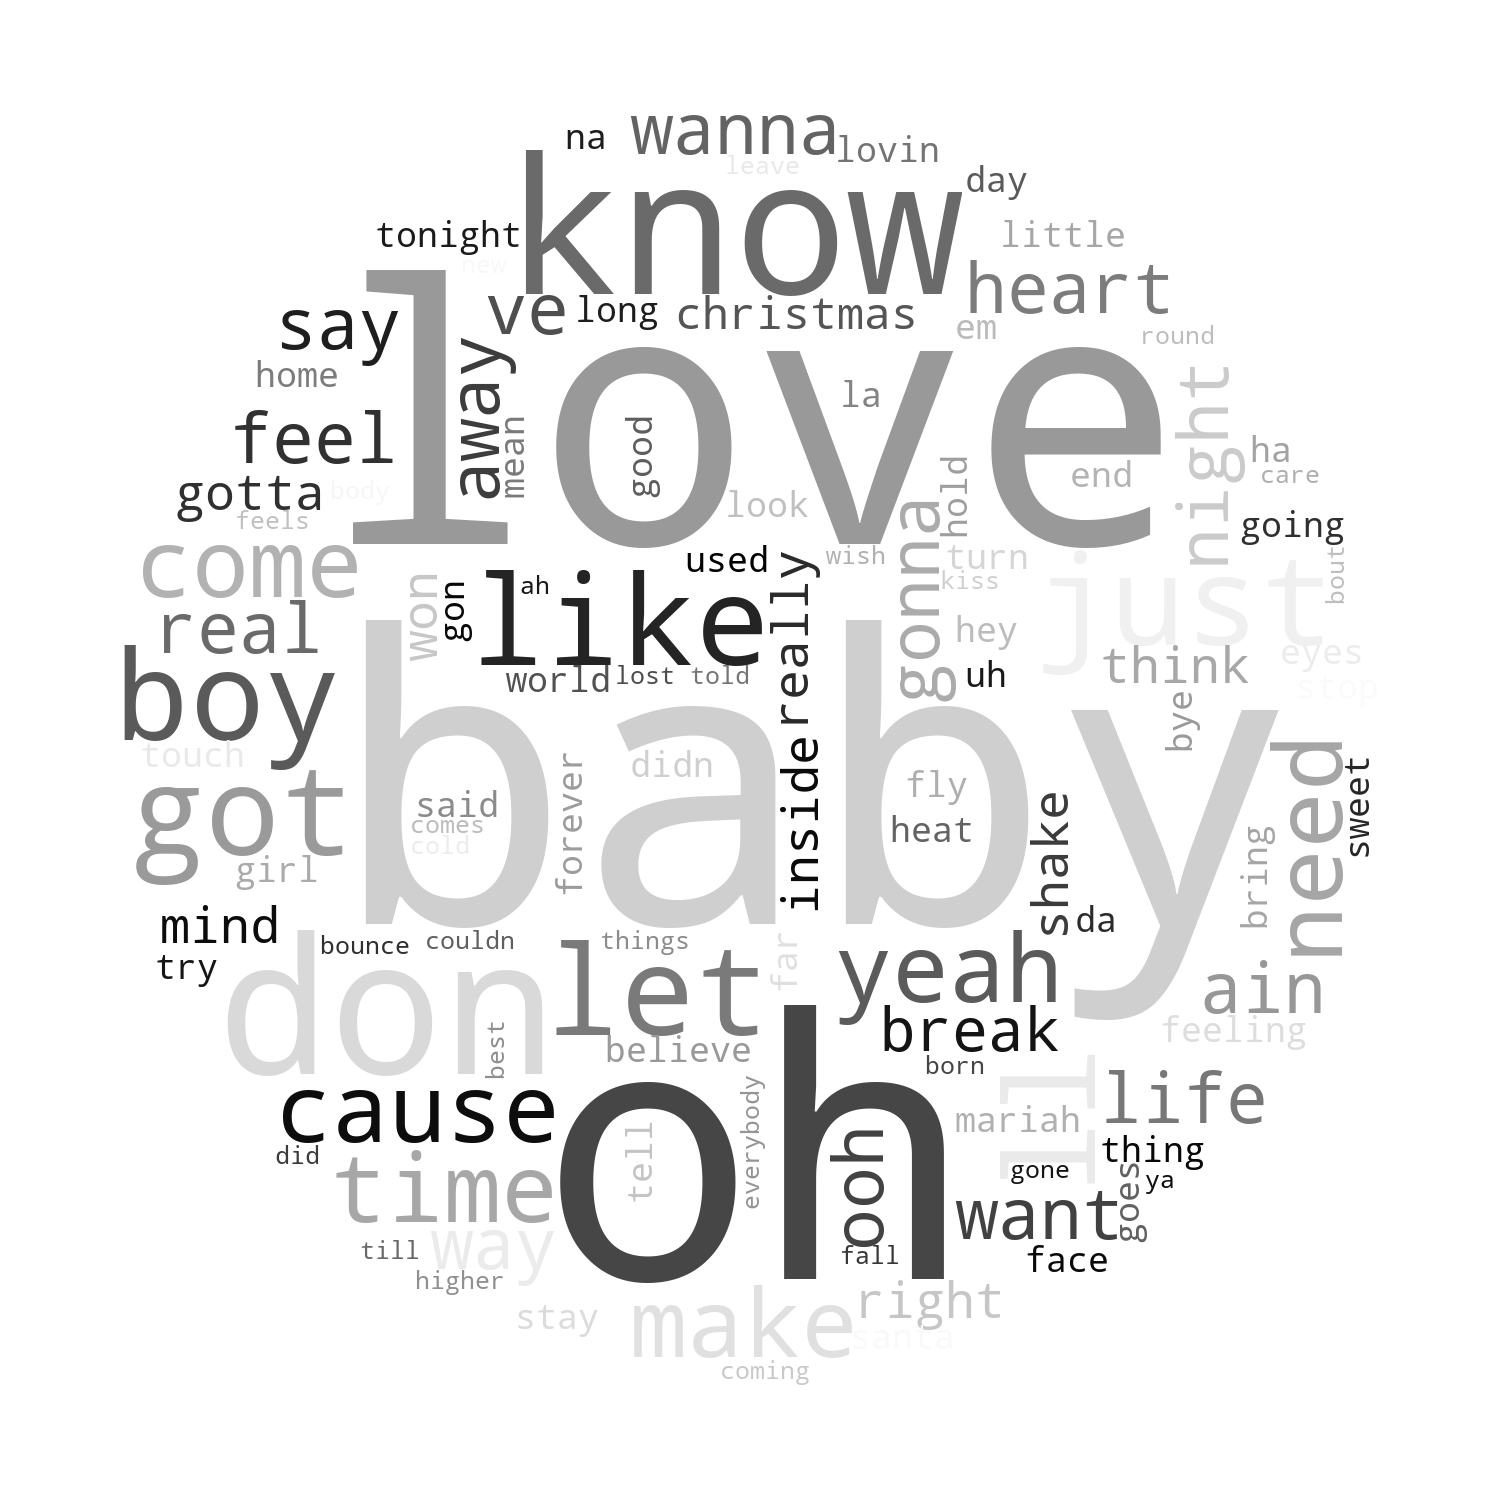 na
wanna
lovin
leave
day
know
tonight
little
new
heart
love
say
ve
long
christmas
em
round
home
away
mean
la
night
feel
good
ha
gotta
body
look
hold
end
care
feels
going
come
used
wish
turn
just
bout
won
gon
ah
like
really
gonna
kiss
real
hey
eyes
boy
world
lost
told
uh
think
stop
touch
baby
bye
got
said
comes
cold
forever
didn
inside
fly
heat
shake
need
sweet
girl
bring
mind
try
bounce
couldn
things
far
yeah
da
don
let
ain
best
believe
break
feeling
born
cause
oh
everybody
ll
life
mariah
did
time
tell
ooh
thing
gone
ya
goes
want
till
way
fall
face
higher
stay
make
right
santa
coming